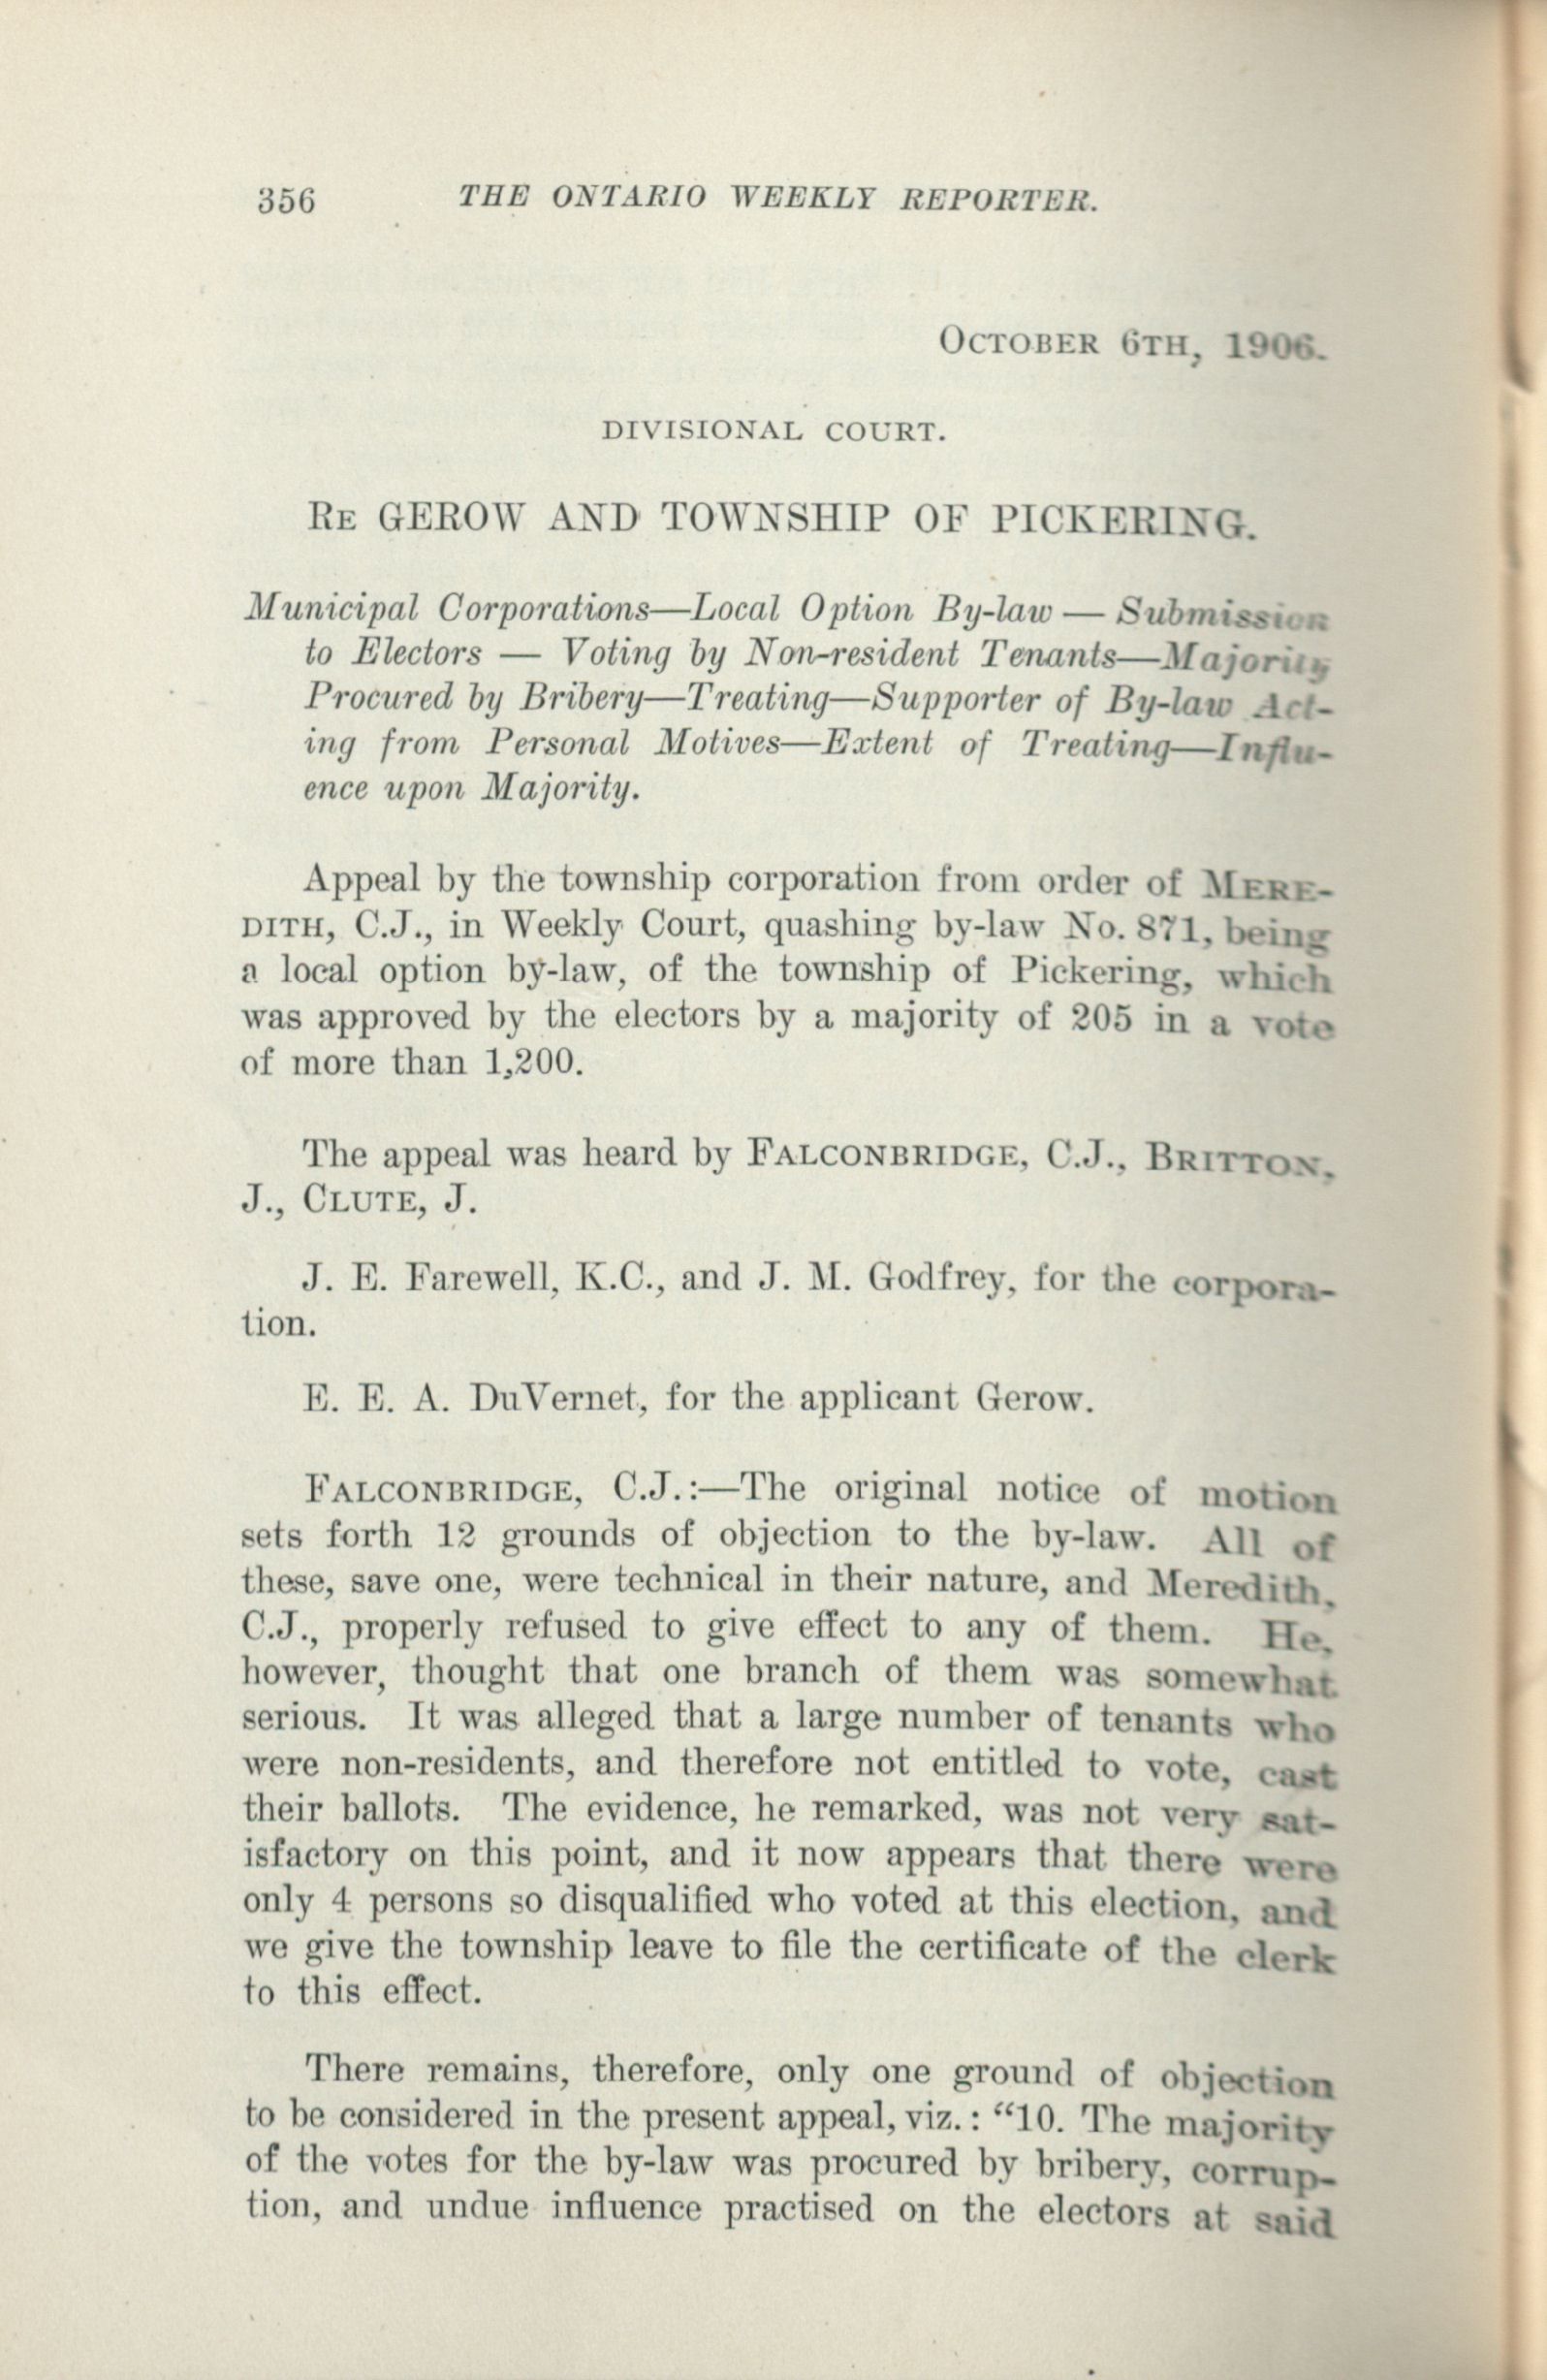 356 THE ONTARIO WEEKLY REPORTER.
OCTOBER 6TH, 1906.
DIVISIONAL COURT.
RE GEROW AND TOWNSHIP OF PICKERING.
Municipal Corporations—Local Option By-law — Submission
to Electors — Voting by Non-resident Tenants—Majority
Procured by Bribery—Treating—Supporter of By-law Act-
ing from Personal Motives—Extent of Treating—Influ-
ence upon Majority.
Appeal by the township corporation from order of MERE-
DITH, C.J., in Weekly Court, quashing by-law No. 871, being
a local option by-law, of the township of Pickering, which
was approved by the electors by a majority of 205 in a vote
of more than 1,200.
The appeal was heard by FALCONBRIDGE, C.J., BRITTON,
J., CLUTE, J.
J. E. Farewell, K.C., and J. M. Godfrey, for the corpora-
tion.
E. E. A. DuVernet, for the applicant Gerow.
FALCONBRIDGE, C.J.:—The original notice of motion
sets forth 12 grounds of objection to the by-law. All of
these, save one, were technical in their nature, and Meredith,
C.J., properly refused to give effect to any of them. He,
however, thought that one branch of them was somewhat
serious. It was alleged that a large number of tenants who
were non-residents, and therefore not entitled to vote, cast
their ballots. The evidence, he remarked, was not very sat-
isfactory on this point, and it now appears that there were
only 4 persons so disqualified who voted at this election, and
we give the township leave to file the certificate of the clerk
to this effect.
There remains, therefore, only one ground of objection
to be considered in the present appeal, viz.: “10. The majority
of the votes for the by-law was procured by bribery, corrup-
tion, and undue influence practised on the electors at said